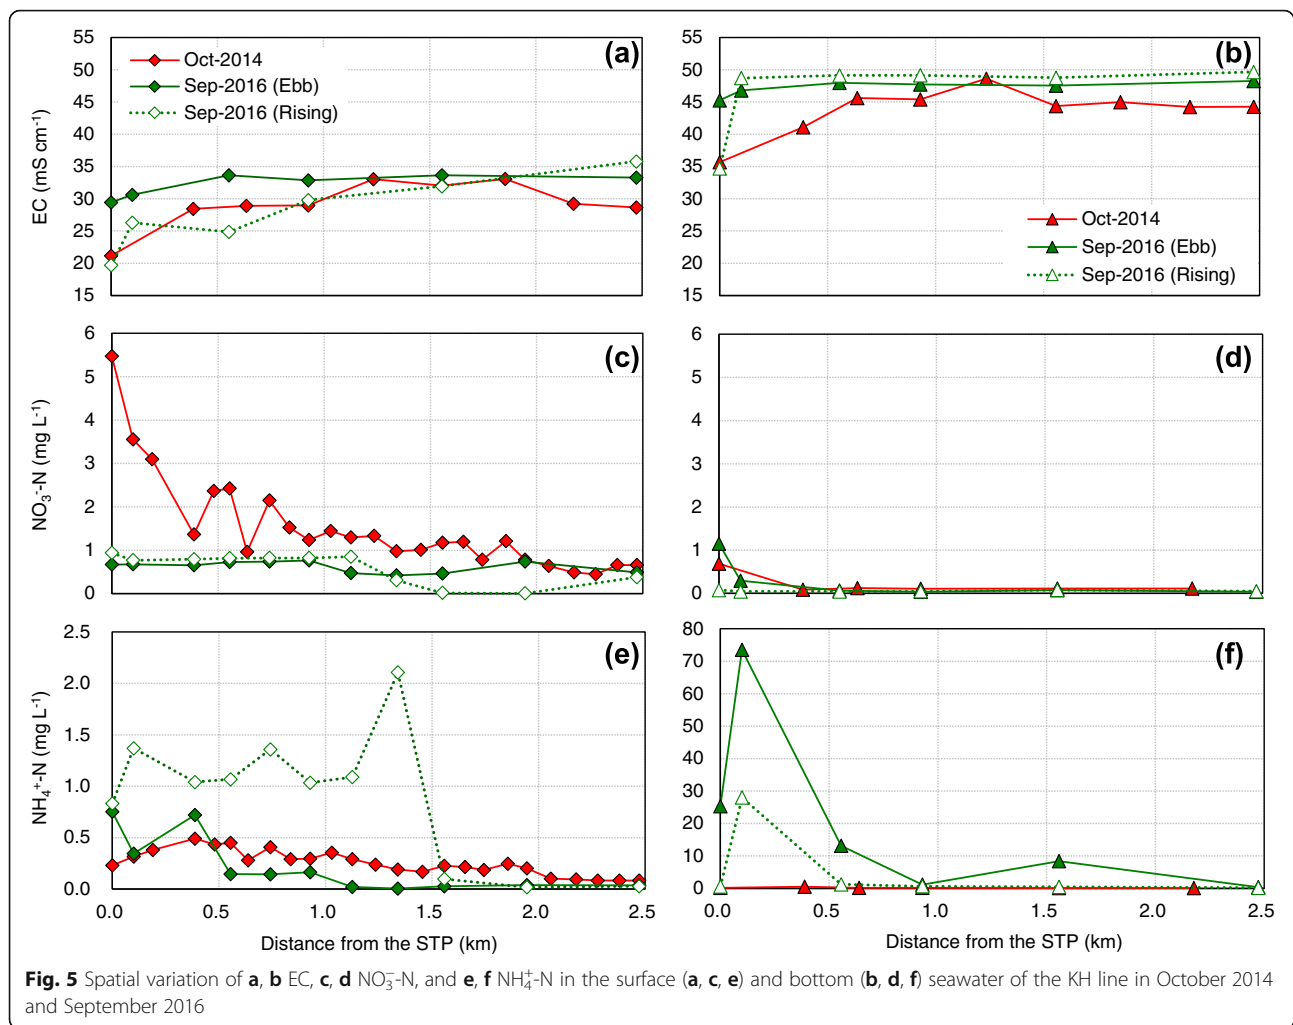 55
50
45
40
35
30
25
20
15
EC (mS cm⁻¹)
Oct-2014
Sep-2016 (Ebb)
Sep-2016 (Rising)
(a)
55
50
45
40
35
30
25
20
15
(b)
Oct-2014
Sep-2016 (Ebb)
Sep-2016 (Rising)
6
5
4
3
2
1
0
NO₃⁻-N (mg L⁻¹)
(c)
6
5
4
3
2
1
0
(d)
2.5
2.0
1.5
1.0
0.5
0.0
NH₄⁺-N (mg L⁻¹)
(e)
0.0 0.5 1.0 1.5 2.0 2.5
Distance from the STP (km)
80
70
60
50
40
30
20
10
0
(f)
0.0 0.5 1.0 1.5 2.0 2.5
Distance from the STP (km)
Fig. 5 Spatial variation of a, b EC, c, d NO₃⁻-N, and e, f NH₄⁺-N in the surface (a, c, e) and bottom (b, d, f) seawater of the KH line in October 2014
and September 2016